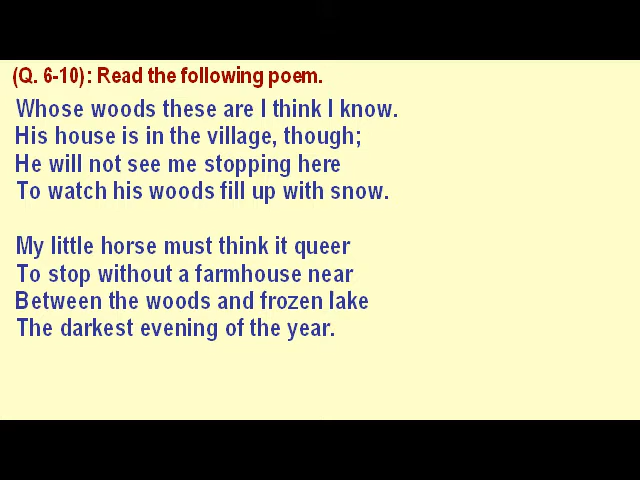 (Q. 6-10): Read the following poem.
Whose woods these are I think I know.
His house is in the village, though;
He will not see me stopping here
To watch his woods fill up with snow.
My little horse must think it queer
To stop without a farmhouse near
Between the woods and frozen lake
The darkest evening of the year.